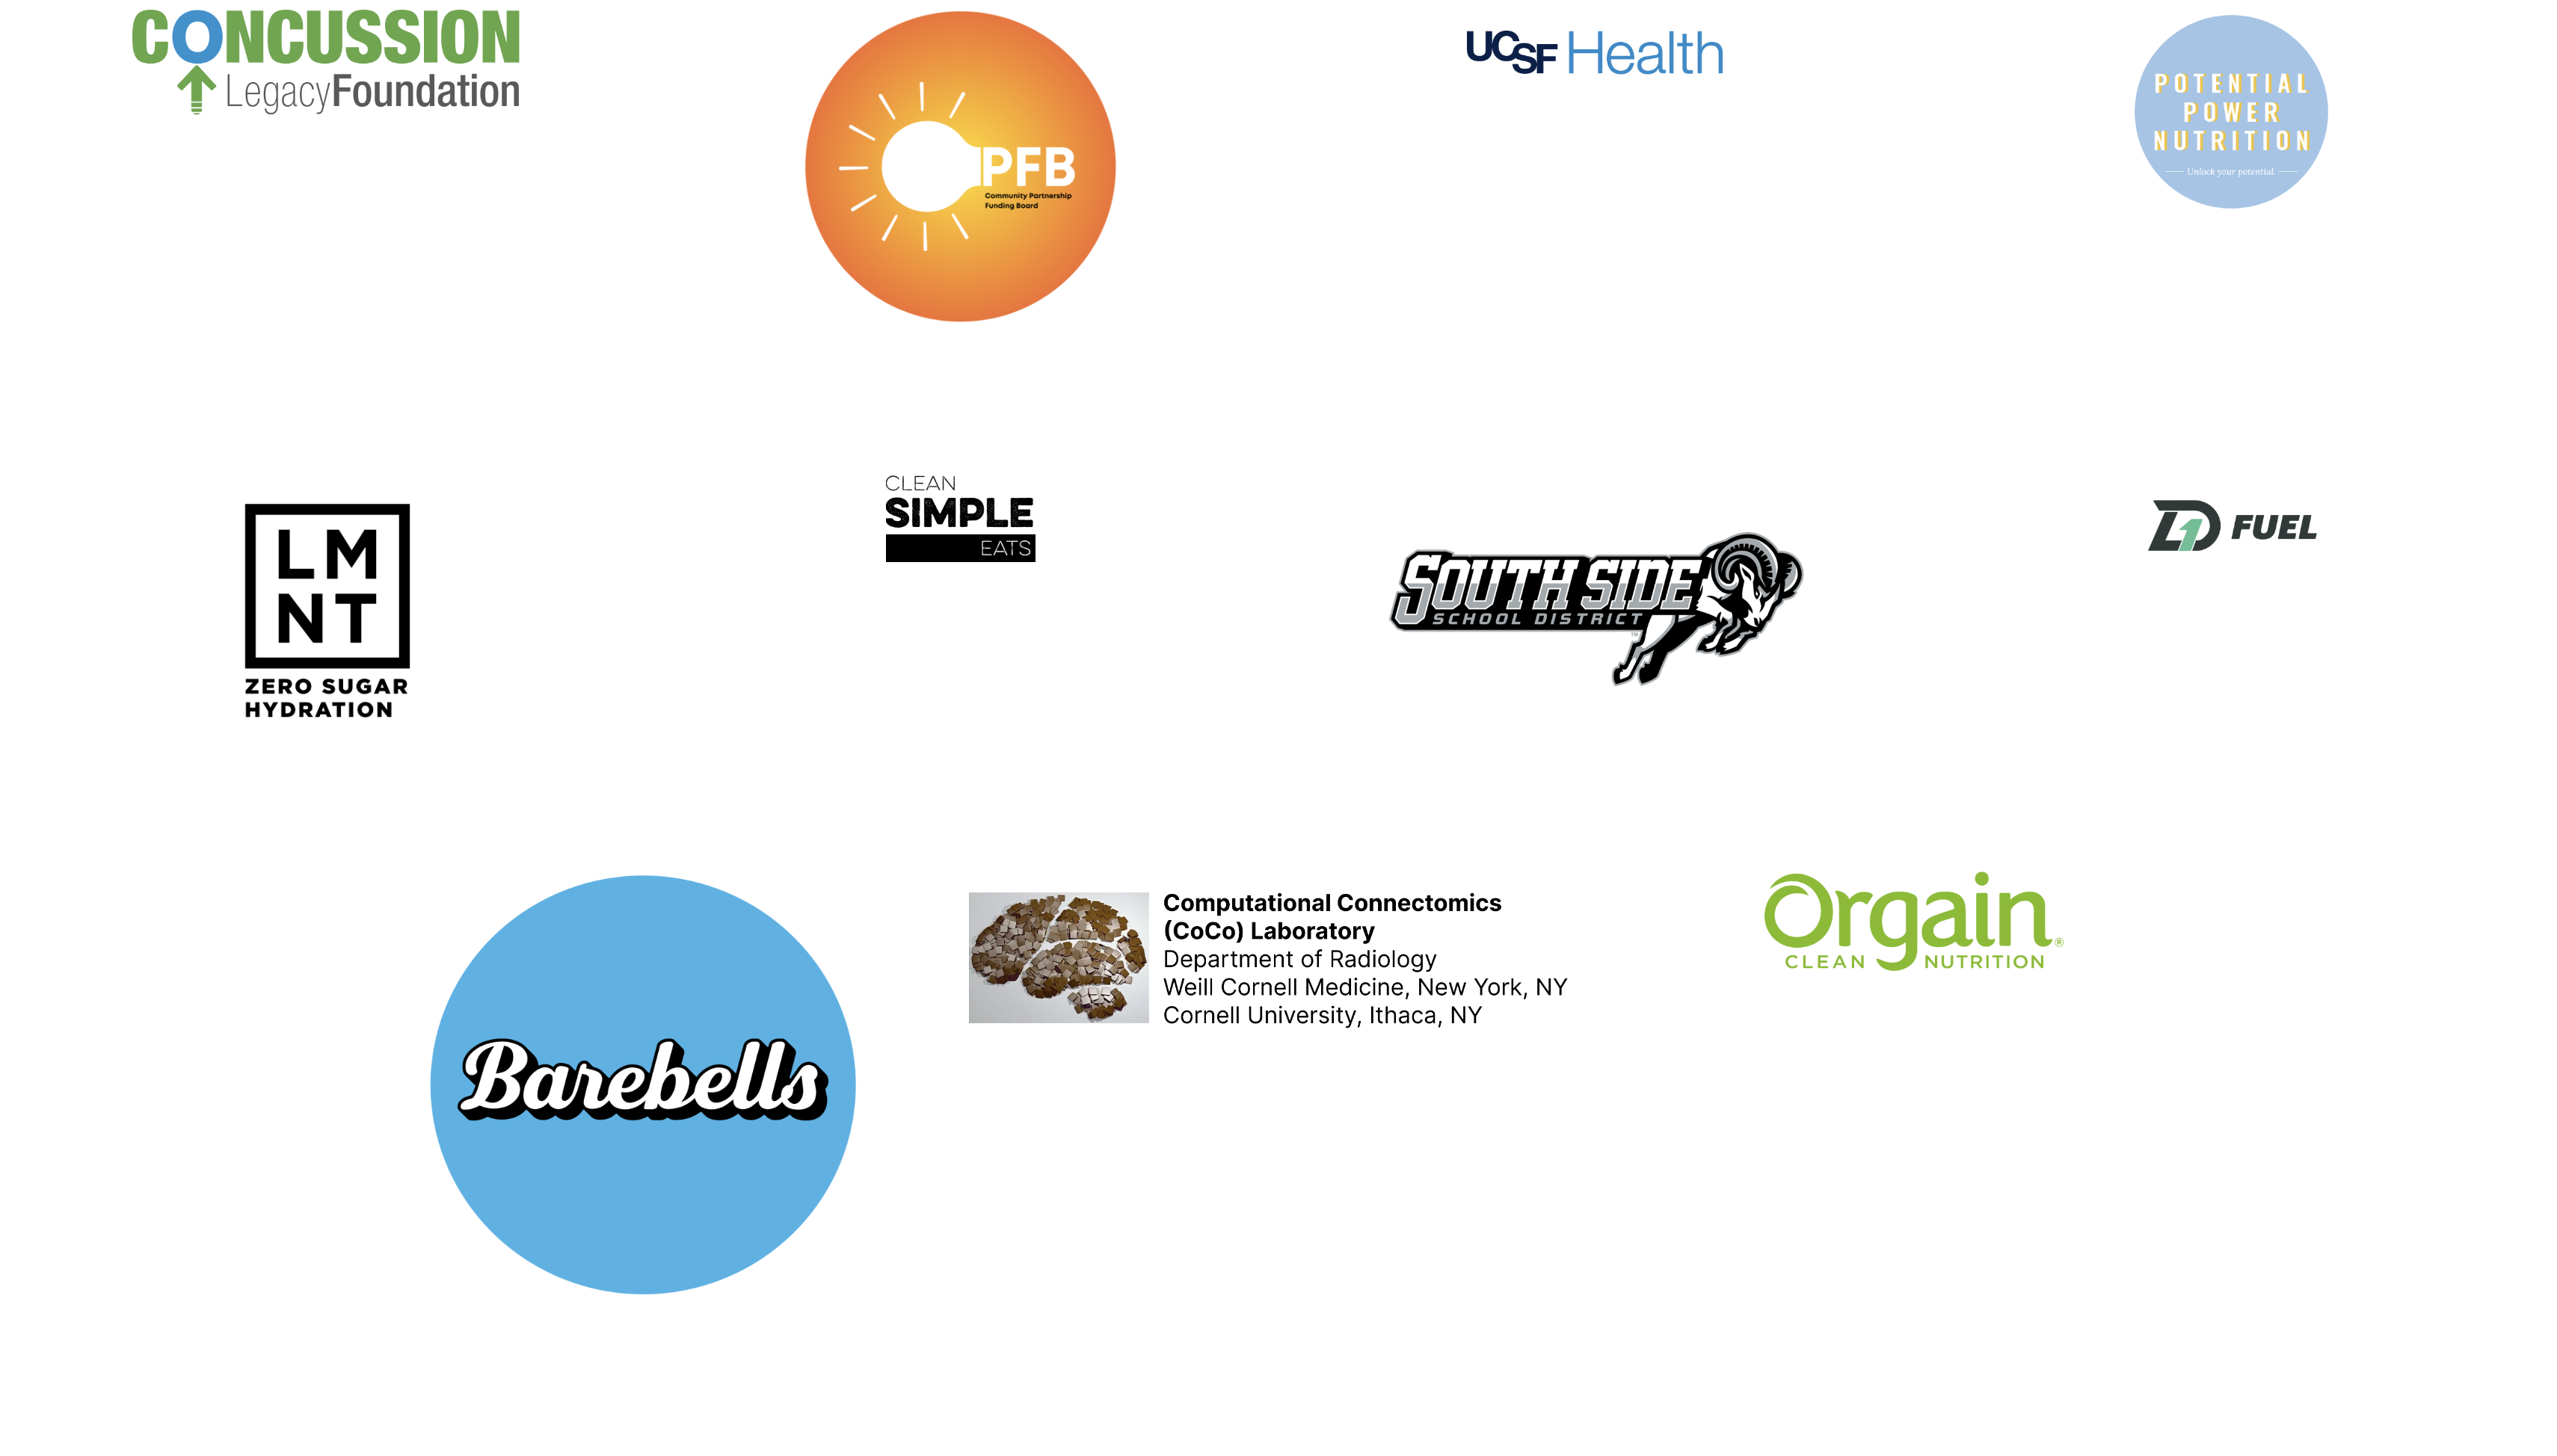 CONCUSSION
LegacyFoundation
PFB
Community Partnership
Funding Board
UCSF Health
POTENTIAL
POWER
NUTRITION
Unlock your potential.
LM
NT
ZERO SUGAR
HYDRATION
CLEAN
SIMPLE
EATS
SOUTH SIDE
SCHOOL DISTRICT
TM
D1 FUEL
Barebells
Computational Connectomics
(CoCo) Laboratory
Department of Radiology
Weill Cornell Medicine, New York, NY
Cornell University, Ithaca, NY
Orgain®
CLEAN NUTRITION